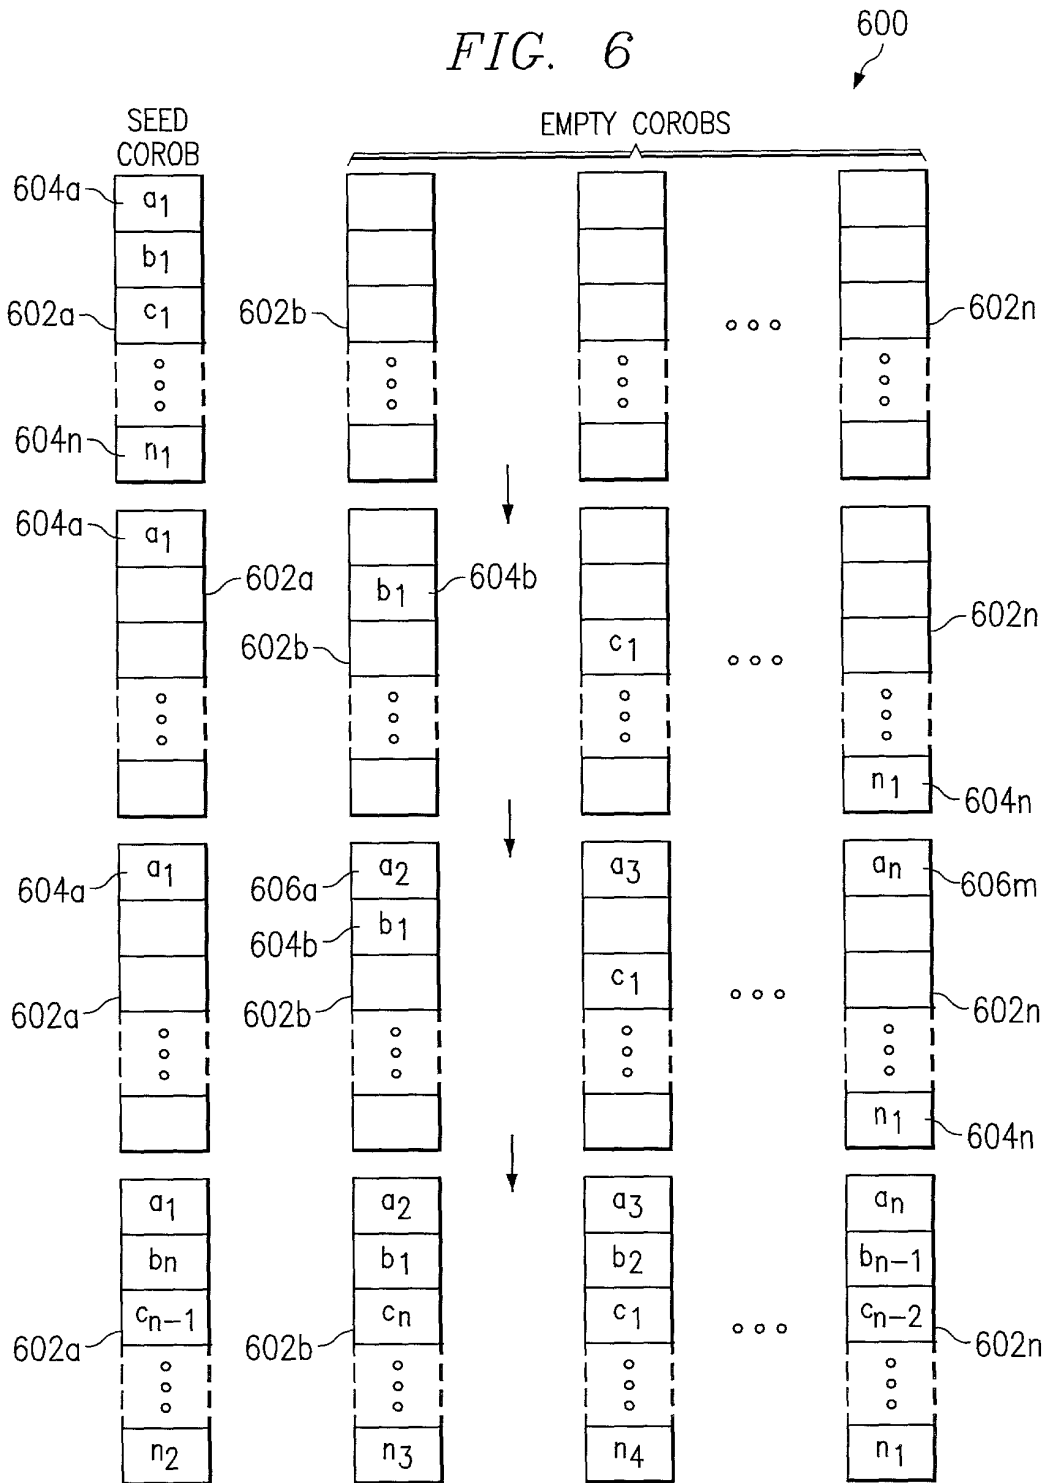 FIG. 6
600
SEED COROB
EMPTY COROBS
604a a1
b1
602a c1 602b 602n
604n n1
604a a1
602a b1 604b
602b c1 602n
n1 604n
604a a1 606a a2 a3 an 606m
604b b1
602a 602b c1 602n
n1 604n
a1 a2 a3 an
bn b1 b2 bn-1
602a cn-1 602b cn c1 cn-2 602n
n2 n3 n4 n1